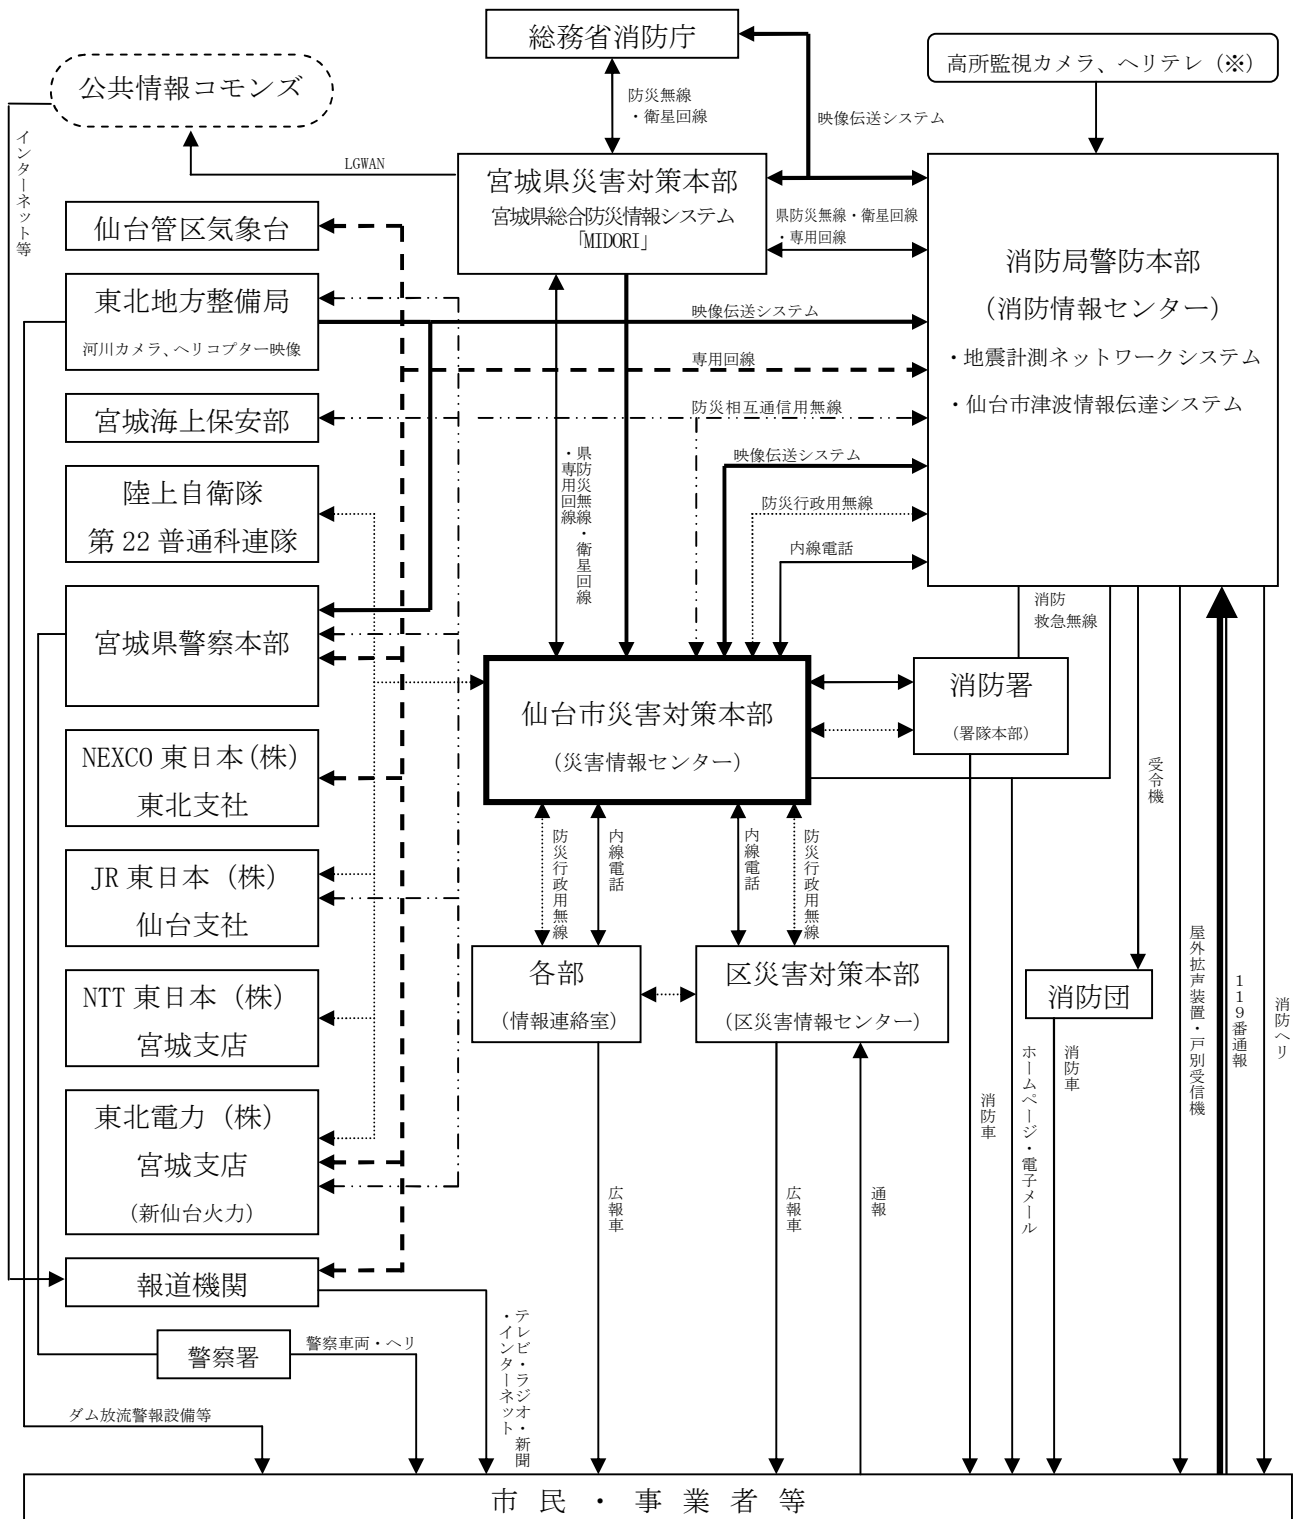 総務省消防庁
高所監視カメラ、ヘリテレ（※）
公共情報コモンズ
防災無線
・衛星回線
映像伝送システム
インターネット等
LGWAN
宮城県災害対策本部
宮城県総合防災情報システム
「MIDORI」
県防災無線・衛星回線
・専用回線
消防局警防本部
（消防情報センター）
・地震計測ネットワークシステム
・仙台市津波情報伝達システム
仙台管区気象台
東北地方整備局
河川カメラ、ヘリコプター映像
映像伝送システム
専用回線
宮城海上保安部
防災相互通信用無線
県防災無線・衛星回線
・専用回線
映像伝送システム
陸上自衛隊
第 22 普通科連隊
防災行政用無線
内線電話
消防
救急無線
宮城県警察本部
仙台市災害対策本部
（災害情報センター）
消防署
（署隊本部）
NEXCO 東日本（株）
東北支社
受令機
防災行政用無線
内線電話
内線電話
防災行政用無線
JR 東日本（株）
仙台支社
屋外拡声装置・戸別受信機
119番通報
消防ヘリ
各部
（情報連絡室）
区災害対策本部
（区災害情報センター）
消防団
NTT 東日本（株）
宮城支店
消防車
ホームページ・電子メール
消防車
東北電力（株）
宮城支店
（新仙台火力）
広報車
広報車
通報
報道機関
テレビ・ラジオ・新聞
・インターネット
警察署
警察車両・ヘリ
ダム放流警報設備等
市民・事業者等